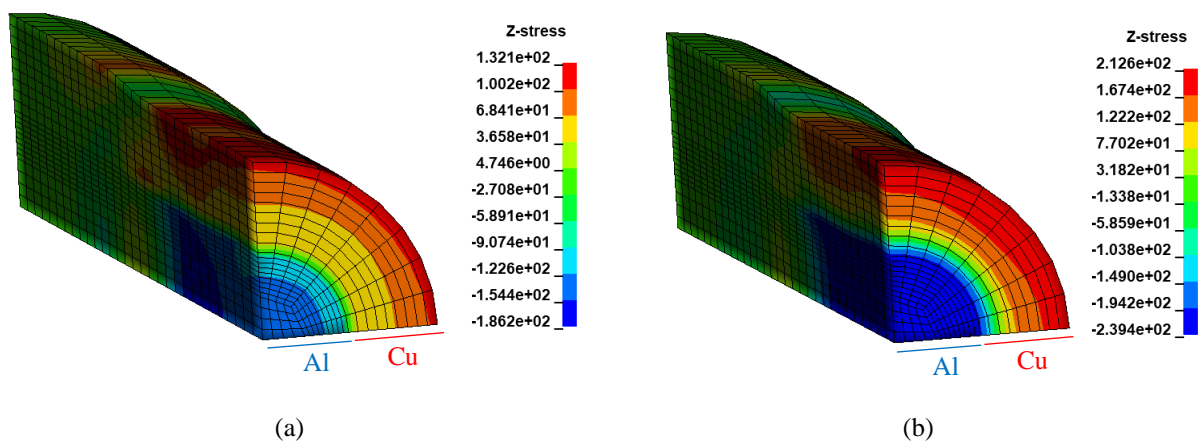 Z-stress
1.321e+02
1.002e+02
6.841e+01
3.658e+01
4.746e+00
-2.708e+01
-5.891e+01
-9.074e+01
-1.226e+02
-1.544e+02
-1.862e+02
Al
Cu
(a)
Z-stress
2.126e+02
1.674e+02
1.222e+02
7.702e+01
3.182e+01
-1.338e+01
-5.859e+01
-1.038e+02
-1.490e+02
-1.942e+02
-2.394e+02
Al
Cu
(b)